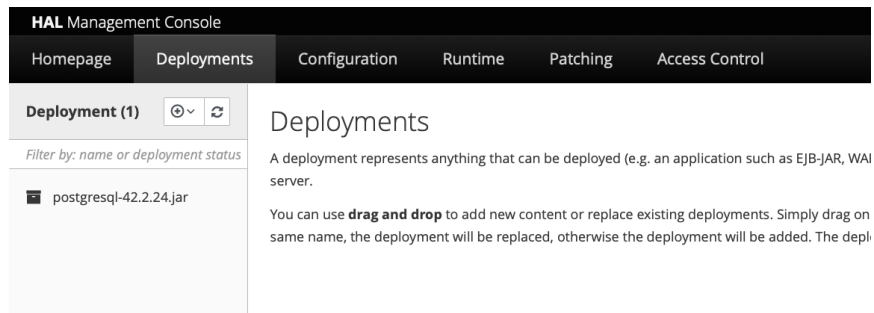 HAL Management Console
Homepage Deployments Configuration Runtime Patching Access Control
Deployment (1)
Filter by: name or deployment status
postgresql-42.2.24.jar
Deployments
A deployment represents anything that can be deployed (e.g. an application such as EJB-JAR,
server.
You can use drag and drop to add new content or replace existing deployments. Simply drag on
same name, the deployment will be replaced, otherwise the deployment will be added. The